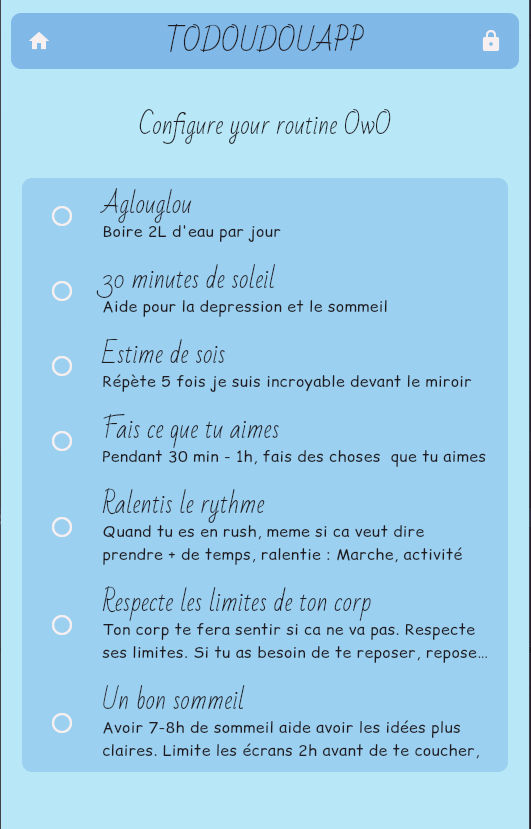 TODOUDOUAPP
Configure your routine OwO
Aglouglou
Boire 2L d'eau par jour
30 minutes de soleil
Aide pour la depression et le sommeil
Estime de sois
Répète 5 fois je suis incroyable devant le miroir
Fais ce que tu aimes
Pendant 30 min - 1h, fais des choses  que tu aimes
Ralentis le rythme
Quand tu es en rush, meme si ca veut dire
prendre + de temps, ralentie : Marche, activité
Respecte les limites de ton corp
Ton corp te fera sentir si ca ne va pas. Respecte
ses limites. Si tu as besoin de te reposer, repose...
Un bon sommeil
Avoir 7-8h de sommeil aide avoir les idées plus
claires. Limite les écrans 2h avant de te coucher,